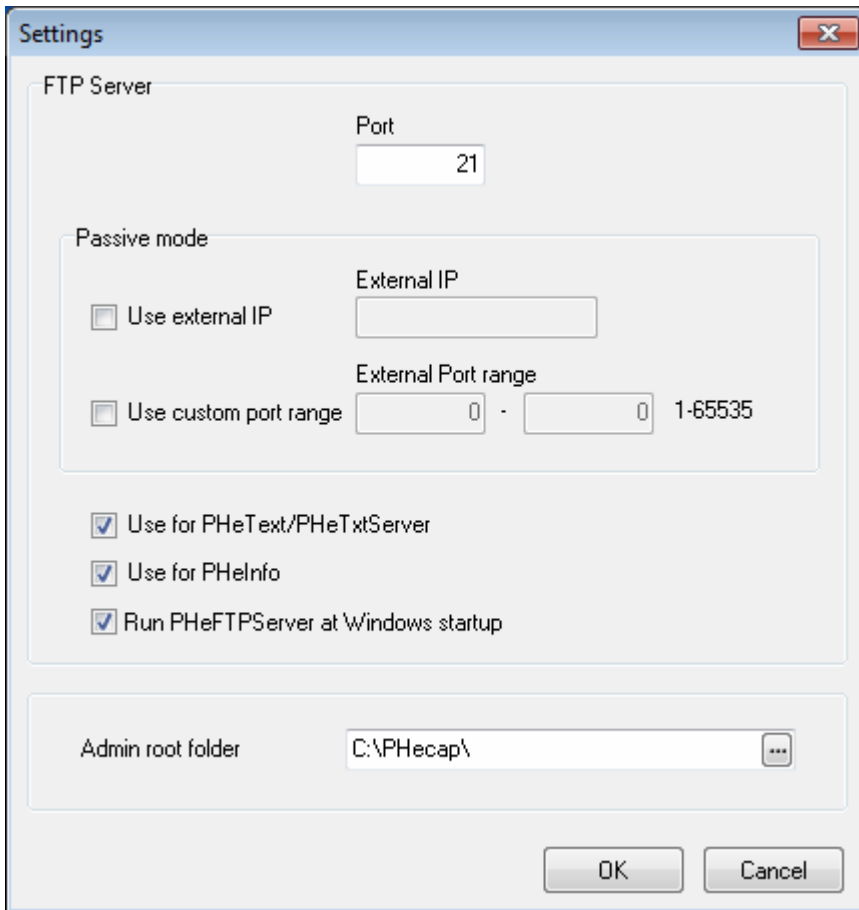 Settings
FTP Server
Port
21
Passive mode
External IP
Use external IP
External Port range
Use custom port range 0 - 0 1-65535
Use for PHeText/PHeTxtServer
Use for PHeInfo
Run PHeFTPServer at Windows startup
Admin root folder C:\PHecap\ ...
OK Cancel